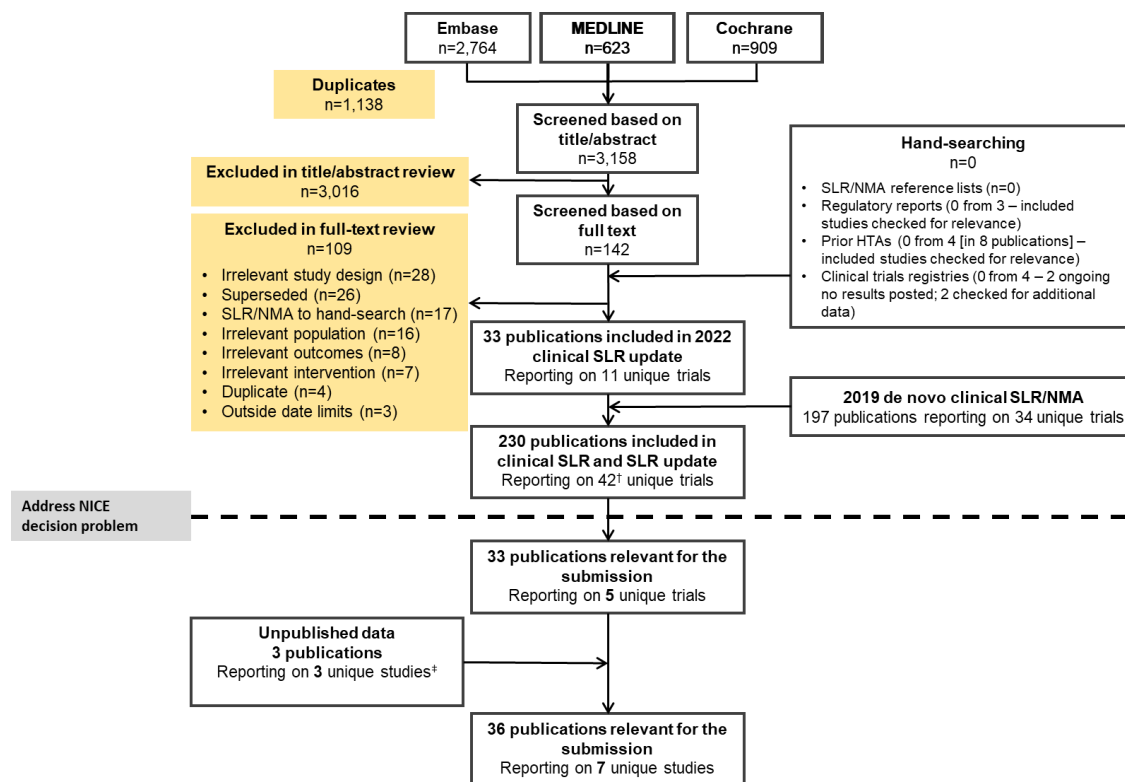 Embase
n=2,764
MEDLINE
n=623
Cochrane
n=909
Duplicates
n=1,138
Screened based on
title/abstract
n=3,158
Excluded in title/abstract review
n=3,016
Hand-searching
n=0
• SLR/NMA reference lists (n=0)
• Regulatory reports (0 from 3 – included
studies checked for relevance)
• Prior HTAs (0 from 4 [in 8 publications] –
included studies checked for relevance)
• Clinical trials registries (0 from 4 – 2 ongoing
no results posted; 2 checked for additional
data)
Screened based on
full text
n=142
Excluded in full-text review
n=109
• Irrelevant study design (n=28)
• Superseded (n=26)
• SLR/NMA to hand-search (n=17)
• Irrelevant population (n=16)
• Irrelevant outcomes (n=8)
• Irrelevant intervention (n=7)
• Duplicate (n=4)
• Outside date limits (n=3)
33 publications included in 2022
clinical SLR update
Reporting on 11 unique trials
2019 de novo clinical SLR/NMA
197 publications reporting on 34 unique trials
230 publications included in
clinical SLR and SLR update
Reporting on 42† unique trials
Address NICE
decision problem
33 publications relevant for the
submission
Reporting on 5 unique trials
Unpublished data
3 publications
Reporting on 3 unique studies‡
36 publications relevant for the
submission
Reporting on 7 unique studies